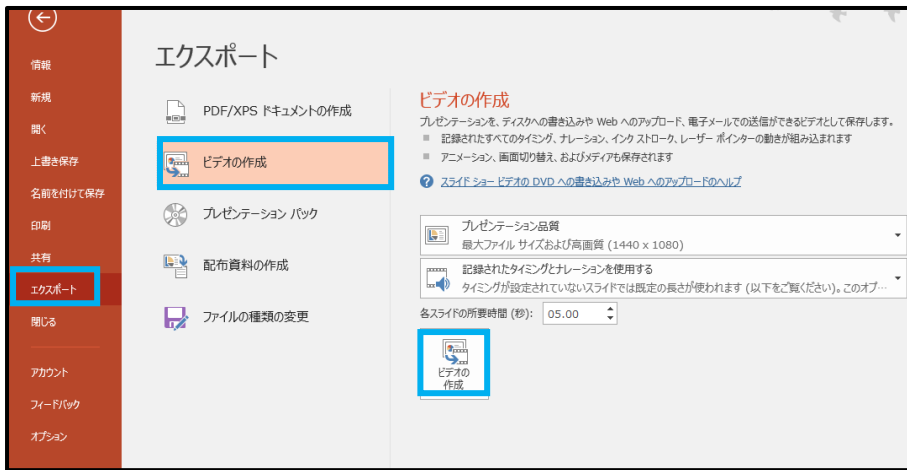 情報
新規
開く
上書き保存
名前を付けて保存
印刷
共有
エクスポート
閉じる
アカウント
フィードバック
オプション
エクスポート
PDF/XPS ドキュメントの作成
ビデオの作成
プレゼンテーション パック
配布資料の作成
ファイルの種類の変更
ビデオの作成
プレゼンテーションを、ディスクへの書き込みや Web へのアップロード、電子メールでの送信ができるビデオとして保存します。
記録されたすべてのタイミング、ナレーション、インク ストローク、レーザー ポインターの動きが組み込まれます
アニメーション、画面切り替え、およびメディアも保存されます
スライド ショー ビデオの DVD への書き込みや Web へのアップロードのヘルプ
プレゼンテーション品質
最大ファイル サイズおよび高画質 (1440 x 1080)
記録されたタイミングとナレーションを使用する
タイミングが設定されていないスライドでは既定の長さが使われます (以下をご覧ください)。このオプ…
各スライドの所要時間 (秒): 05.00
ビデオの
作成